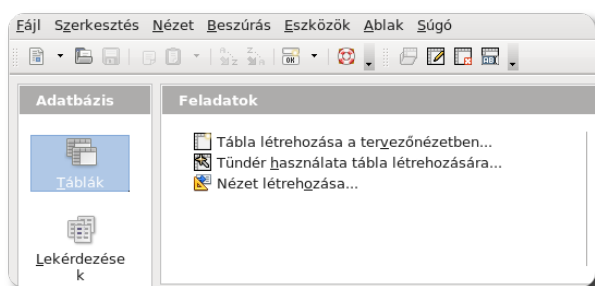 Fájl Szerkesztés Nézet Beszúrás Eszközök Ablak Súgó
Adatbázis
Feladatok
Táblák
Lekérdezése
k
Tábla létrehozása a tervezőnézetben...
Tündér használata tábla létrehozására...
Nézet létrehozása...